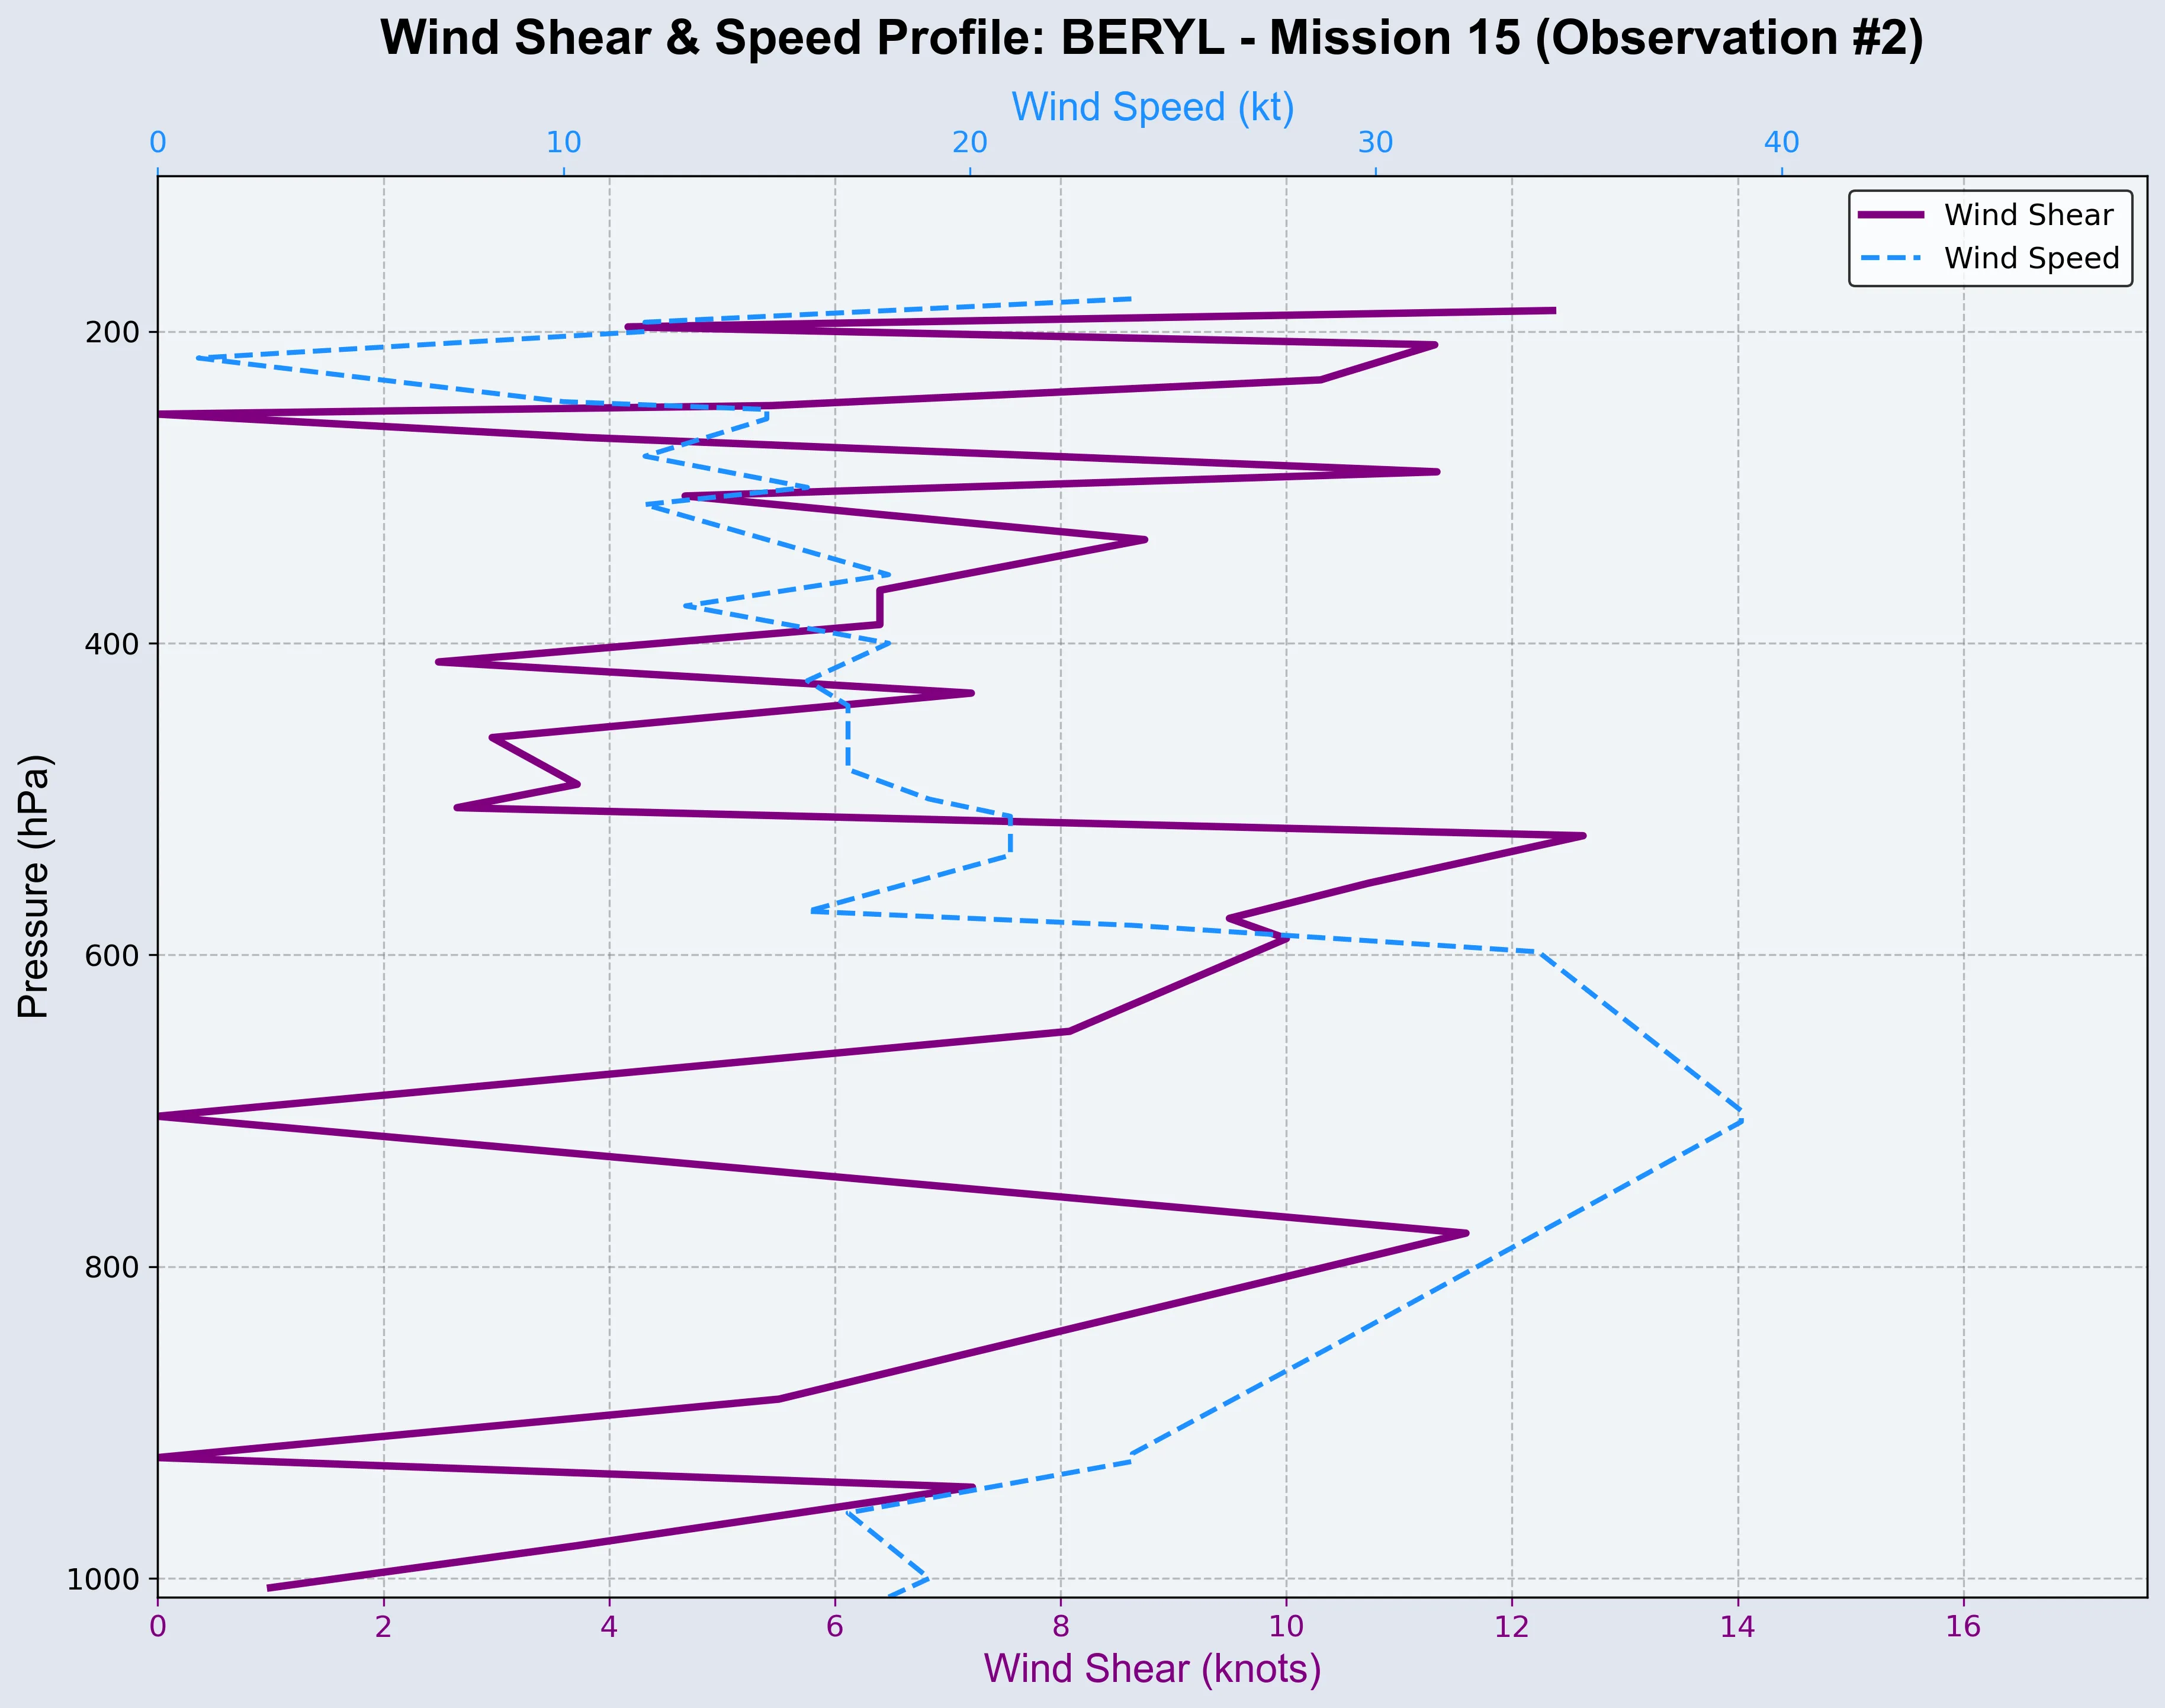 Wind Shear & Speed Profile: BERYL - Mission 15 (Observation #2)
Wind Speed (kt)
0 10 20 30 40
Wind Shear
Wind Speed
200
400
600
800
1000
Pressure (hPa)
0 2 4 6 8 10 12 14 16
Wind Shear (knots)